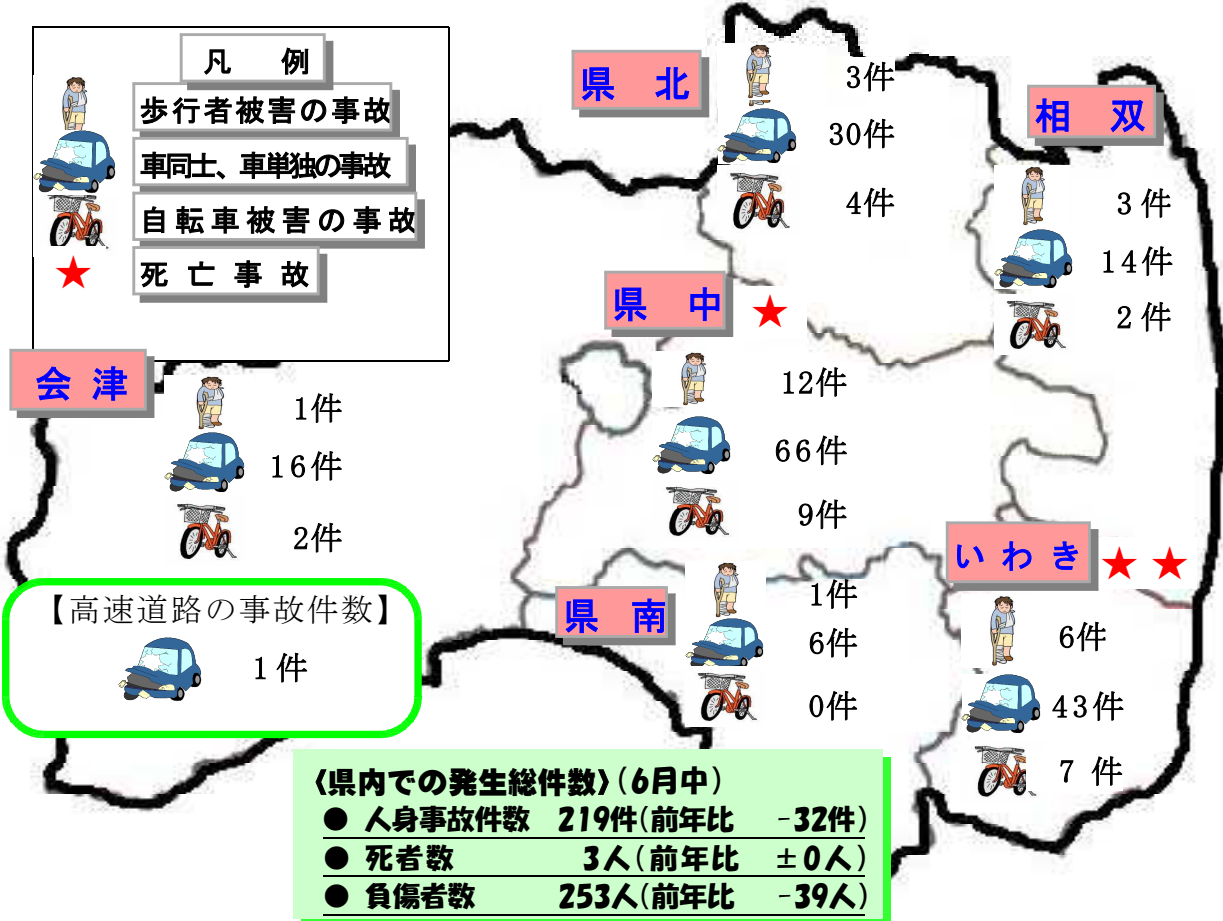 凡　例
歩行者被害の事故
車同士、車単独の事故
自転車被害の事故
★ 死亡事故
県　北
3件
30件
4件
相　双
3件
14件
2件
県　中 ★
12件
66件
9件
会津
1件
16件
2件
【高速道路の事故件数】
1件
県　南
1件
6件
0件
いわき ★★
6件
43件
7件
〈県内での発生総件数〉（6月中）
● 人身事故件数　219件（前年比　-32件）
● 死者数　3人（前年比　±0人）
● 負傷者数　253人（前年比　-39人）